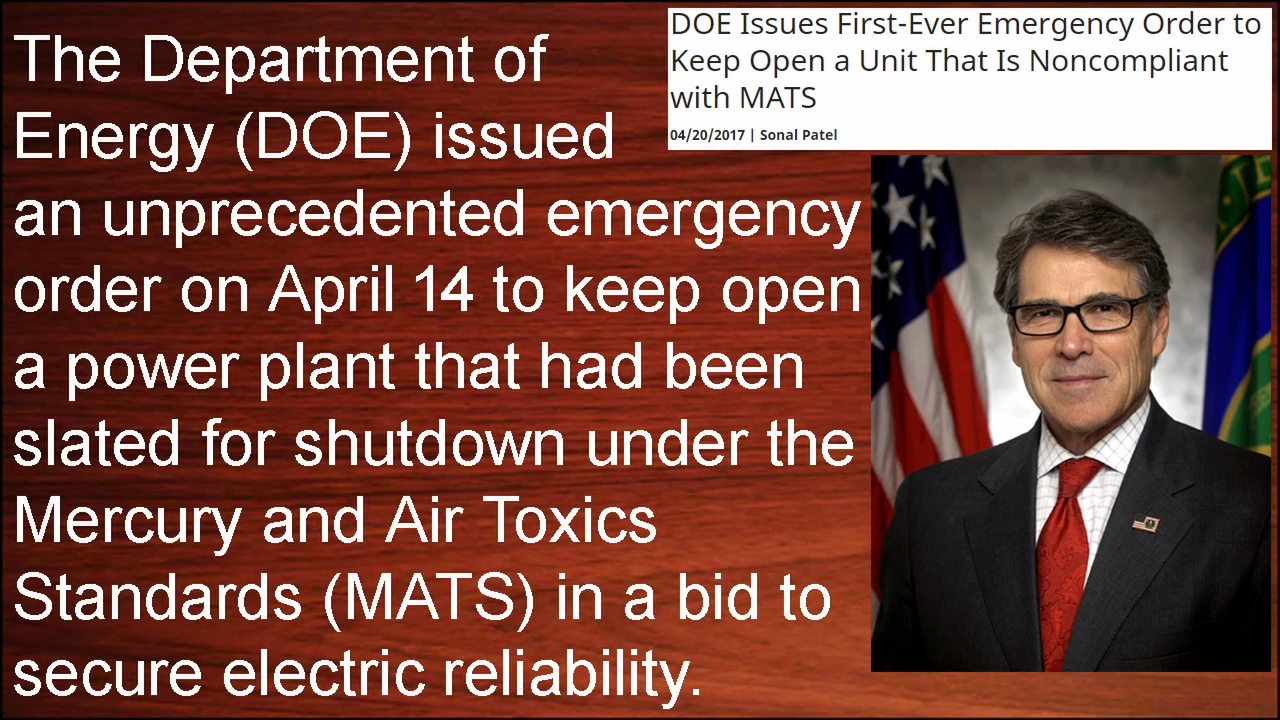 The Department of
Energy (DOE) issued
an unprecedented emergency
order on April 14 to keep open
a power plant that had been
slated for shutdown under the
Mercury and Air Toxics
Standards (MATS) in a bid to
secure electric reliability.
DOE Issues First-Ever Emergency Order to
Keep Open a Unit That Is Noncompliant
with MATS
04/20/2017 | Sonal Patel